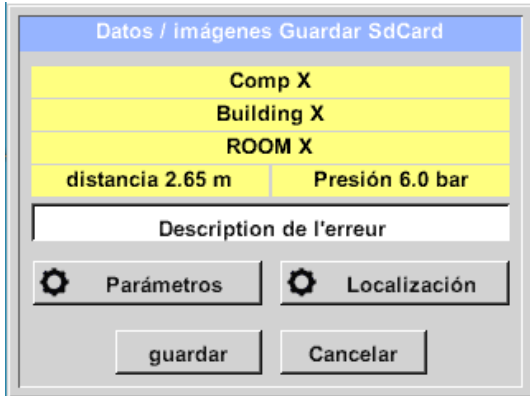 Datos / imágenes Guardar SdCard
Comp X
Building X
ROOM X
distancia 2.65 m Presión 6.0 bar
Description de l'erreur
Parámetros Localización
guardar Cancelar